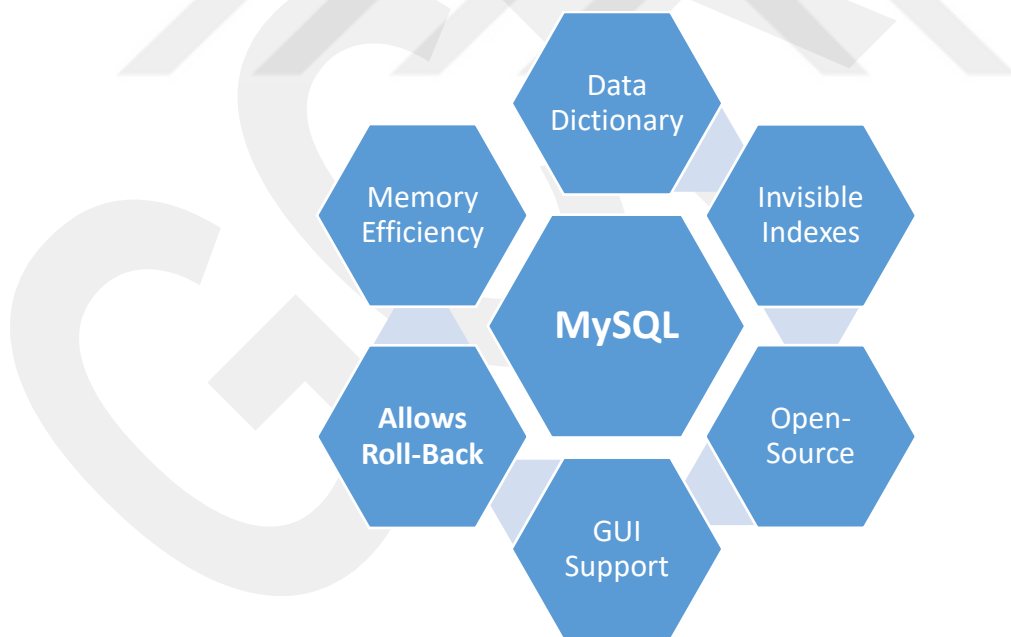 Data
Dictionary
Memory
Efficiency
Invisible
Indexes
MySQL
Allows
Roll-Back
Open-
Source
GUI
Support